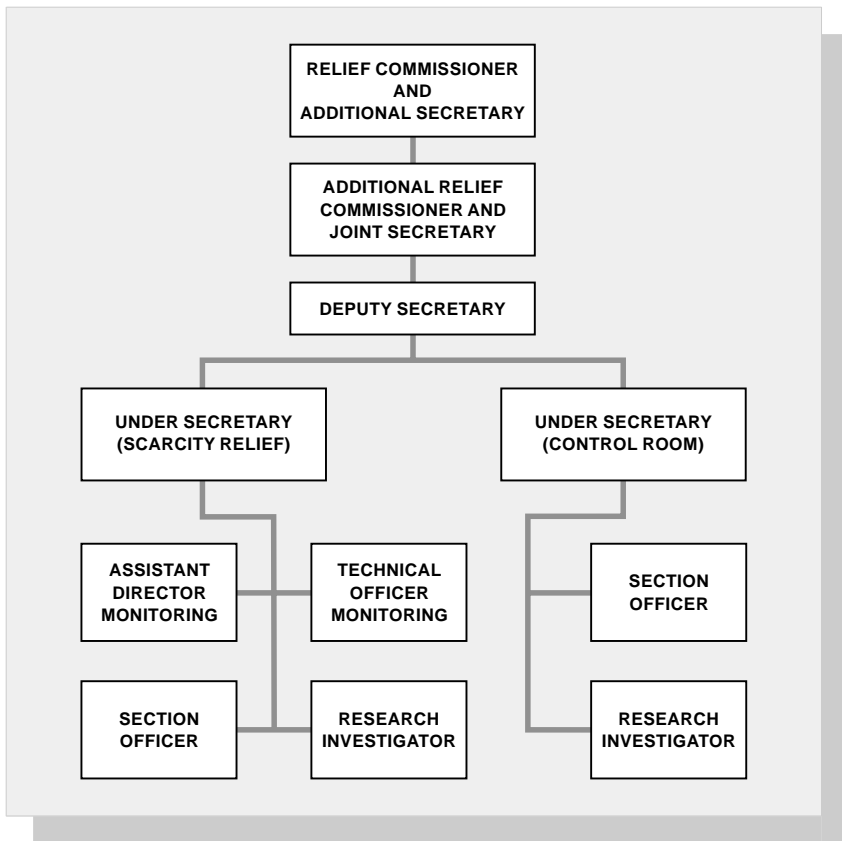 RELIEF COMMISSIONER
AND
ADDITIONAL SECRETARY
ADDITIONAL RELIEF
COMMISSIONER AND
JOINT SECRETARY
DEPUTY SECRETARY
UNDER SECRETARY
(SCARCITY RELIEF)
UNDER SECRETARY
(CONTROL ROOM)
ASSISTANT
DIRECTOR
MONITORING
TECHNICAL
OFFICER
MONITORING
SECTION
OFFICER
SECTION
OFFICER
RESEARCH
INVESTIGATOR
RESEARCH
INVESTIGATOR